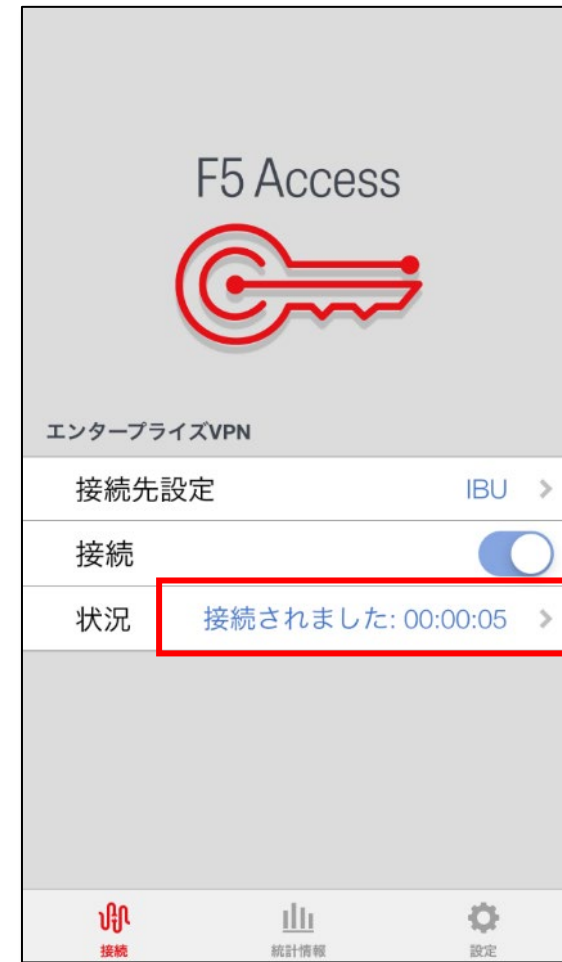 F5 Access
エンタープライズVPN
接続先設定 IBU
接続
状況 接続されました: 00:00:05
接続 統計情報 設定